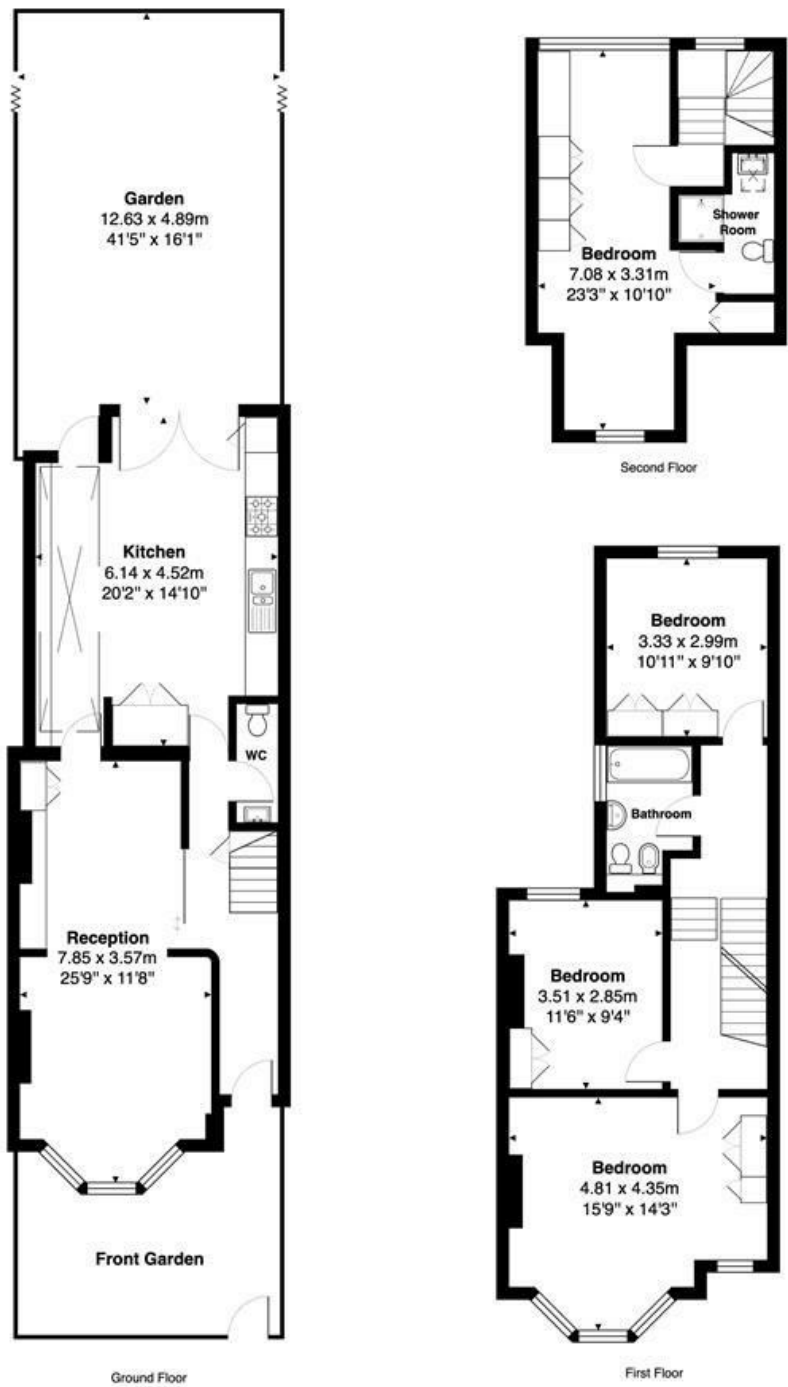 Garden
12.63 x 4.89m
41'5" x 16'1"
Kitchen
6.14 x 4.52m
20'2" x 14'10"
WC
Reception
7.85 x 3.57m
25'9" x 11'8"
Front Garden
Ground Floor
Shower
Room
Bedroom
7.08 x 3.31m
23'3" x 10'10"
Second Floor
Bedroom
3.33 x 2.99m
10'11" x 9'10"
Bathroom
Bedroom
3.51 x 2.85m
11'6" x 9'4"
Bedroom
4.81 x 4.35m
15'9" x 14'3"
First Floor